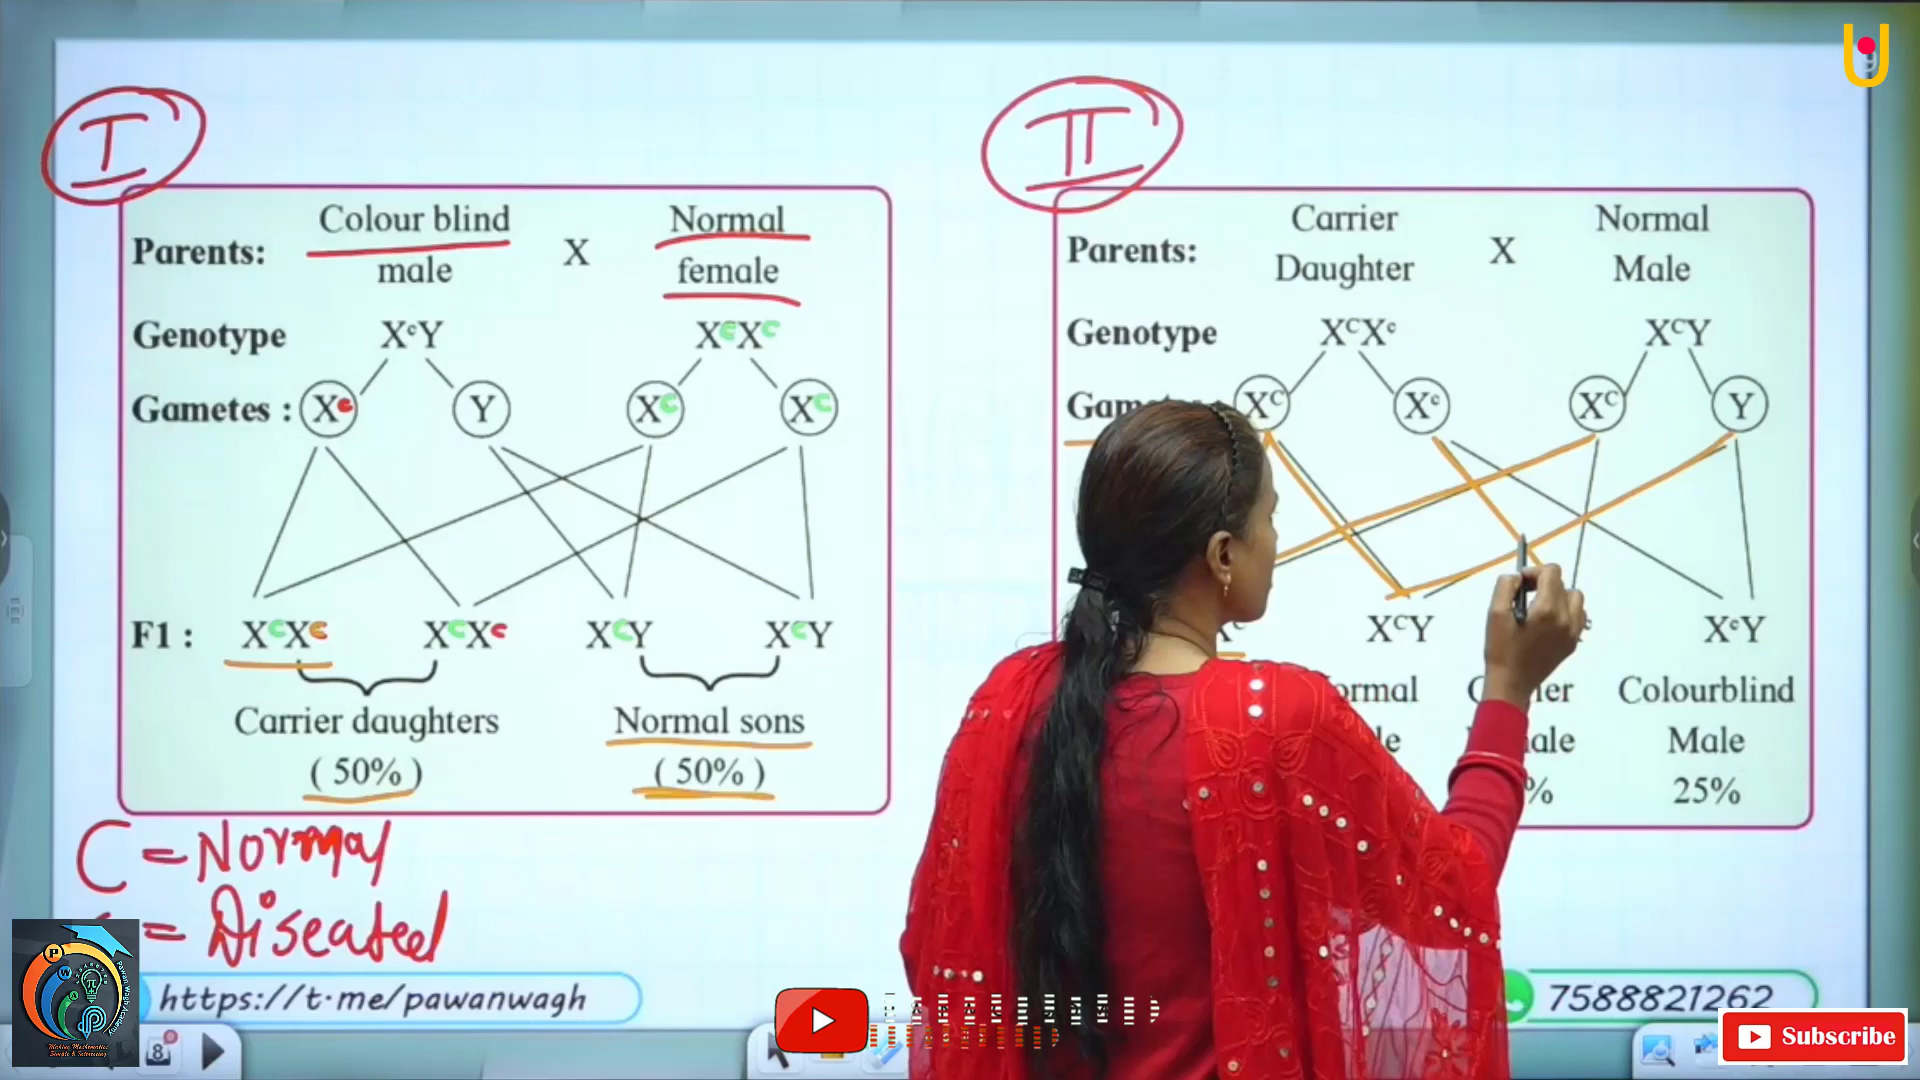 I
Parents:
Colour blind
male
X
Normal
female
Genotype
XᶜY
XᶜXᶜ
Gametes :
Xᶜ
Y
Xᶜ
Xᶜ
F1 :
XᶜXᶜ
XᶜXᶜ
XᶜY
XᶜY
Carrier daughters
( 50% )
Normal sons
( 50% )
C = Normal
= Diseated
II
Parents:
Carrier
Daughter
X
Normal
Male
Genotype
XᶜXᶜ
XᶜY
Xᶜ
Xᶜ
Xᶜ
Y
XᶜY
XᶜY
Colourblind
Male
25%
https://t.me/pawanwagh
7588821262
Subscribe
8